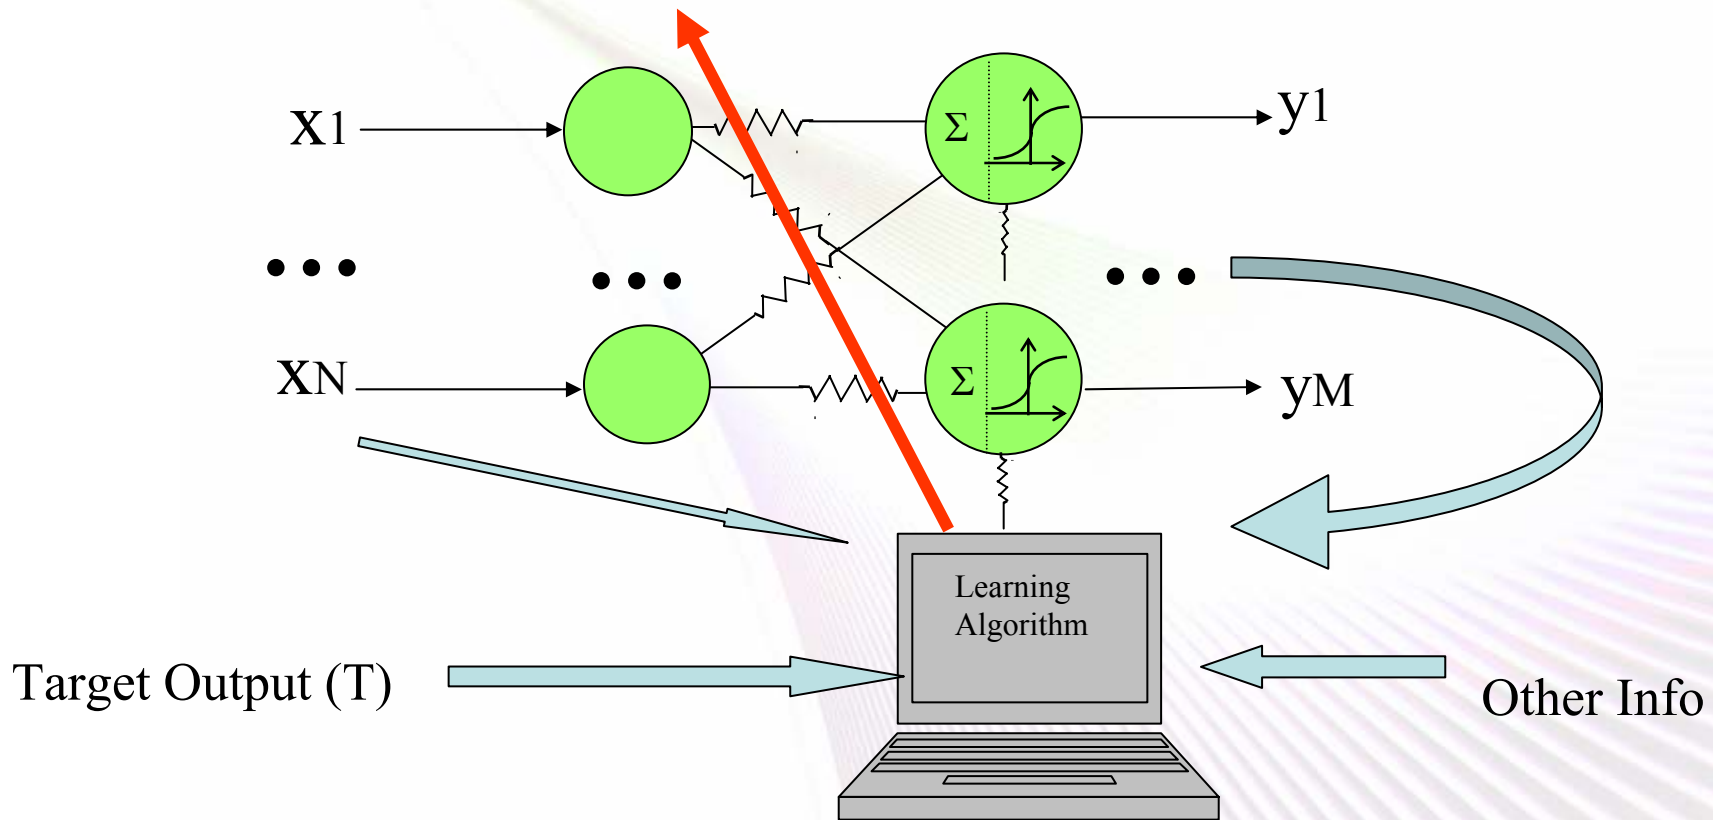 x1
Σ
y1
xN
Σ
yM
Learning
Algorithm
Target Output (T)
Other Info